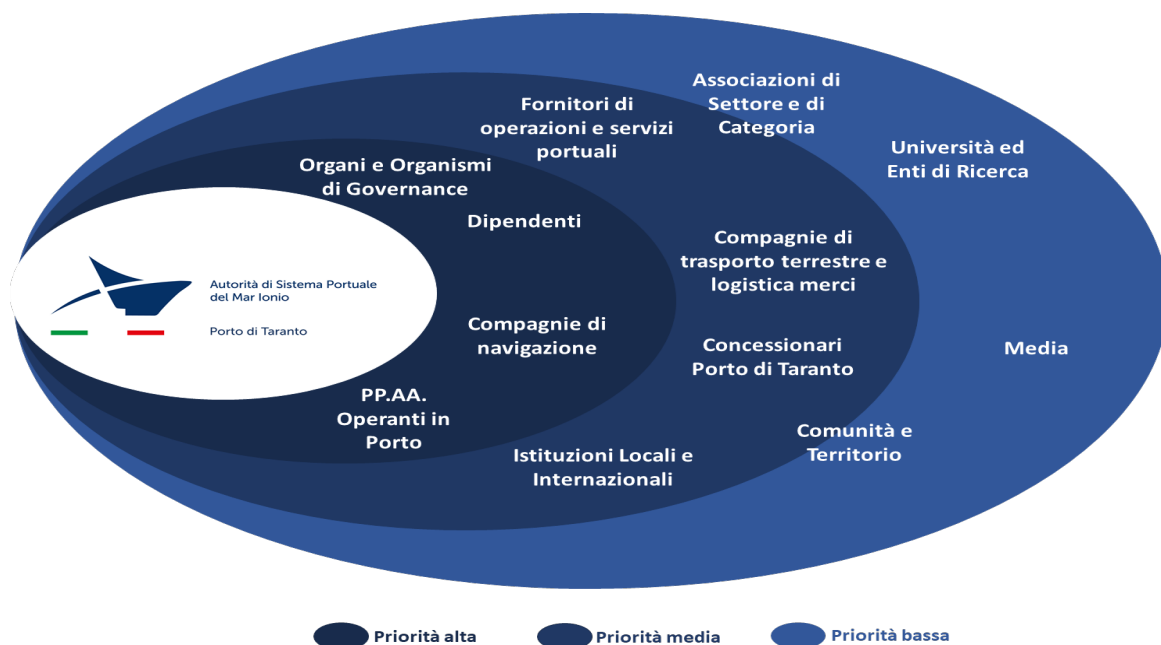 Associazioni di
Settore e di
Categoria
Fornitori di
operazioni e servizi
portuali
Università ed
Enti di Ricerca
Organi e Organismi
di Governance
Dipendenti
Compagnie di
trasporto terrestre e
logistica merci
Autorità di Sistema Portuale
del Mar Ionio
Porto di Taranto
Compagnie di
navigazione
Concessionari
Porto di Taranto
Media
PP.AA.
Operanti in
Porto
Comunità e
Territorio
Istituzioni Locali e
Internazionali
Priorità alta
Priorità media
Priorità bassa